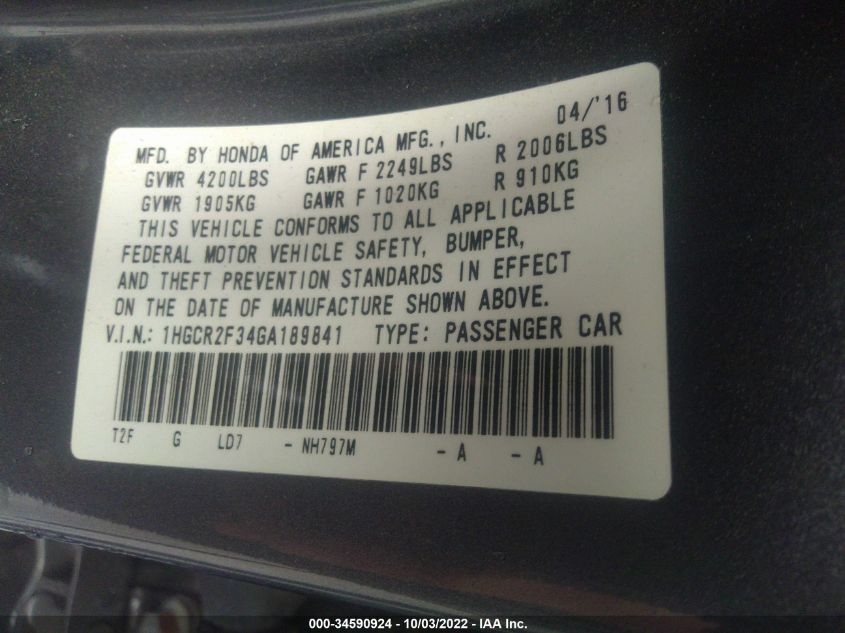 04/'16
MFD. BY HONDA OF AMERICA MFG., INC.
GVWR 4200LBS GAWR F 2249LBS R 2006LBS
GVWR 1905KG GAWR F 1020KG R 910KG
THIS VEHICLE CONFORMS TO ALL APPLICABLE
FEDERAL MOTOR VEHICLE SAFETY, BUMPER,
AND THEFT PREVENTION STANDARDS IN EFFECT
ON THE DATE OF MANUFACTURE SHOWN ABOVE.
V.I.N.: 1HGCR2F34GA189841 TYPE: PASSENGER CAR
T2F G LD7 - NH797M - A - A
000-34590924 - 10/03/2022 - IAA Inc.